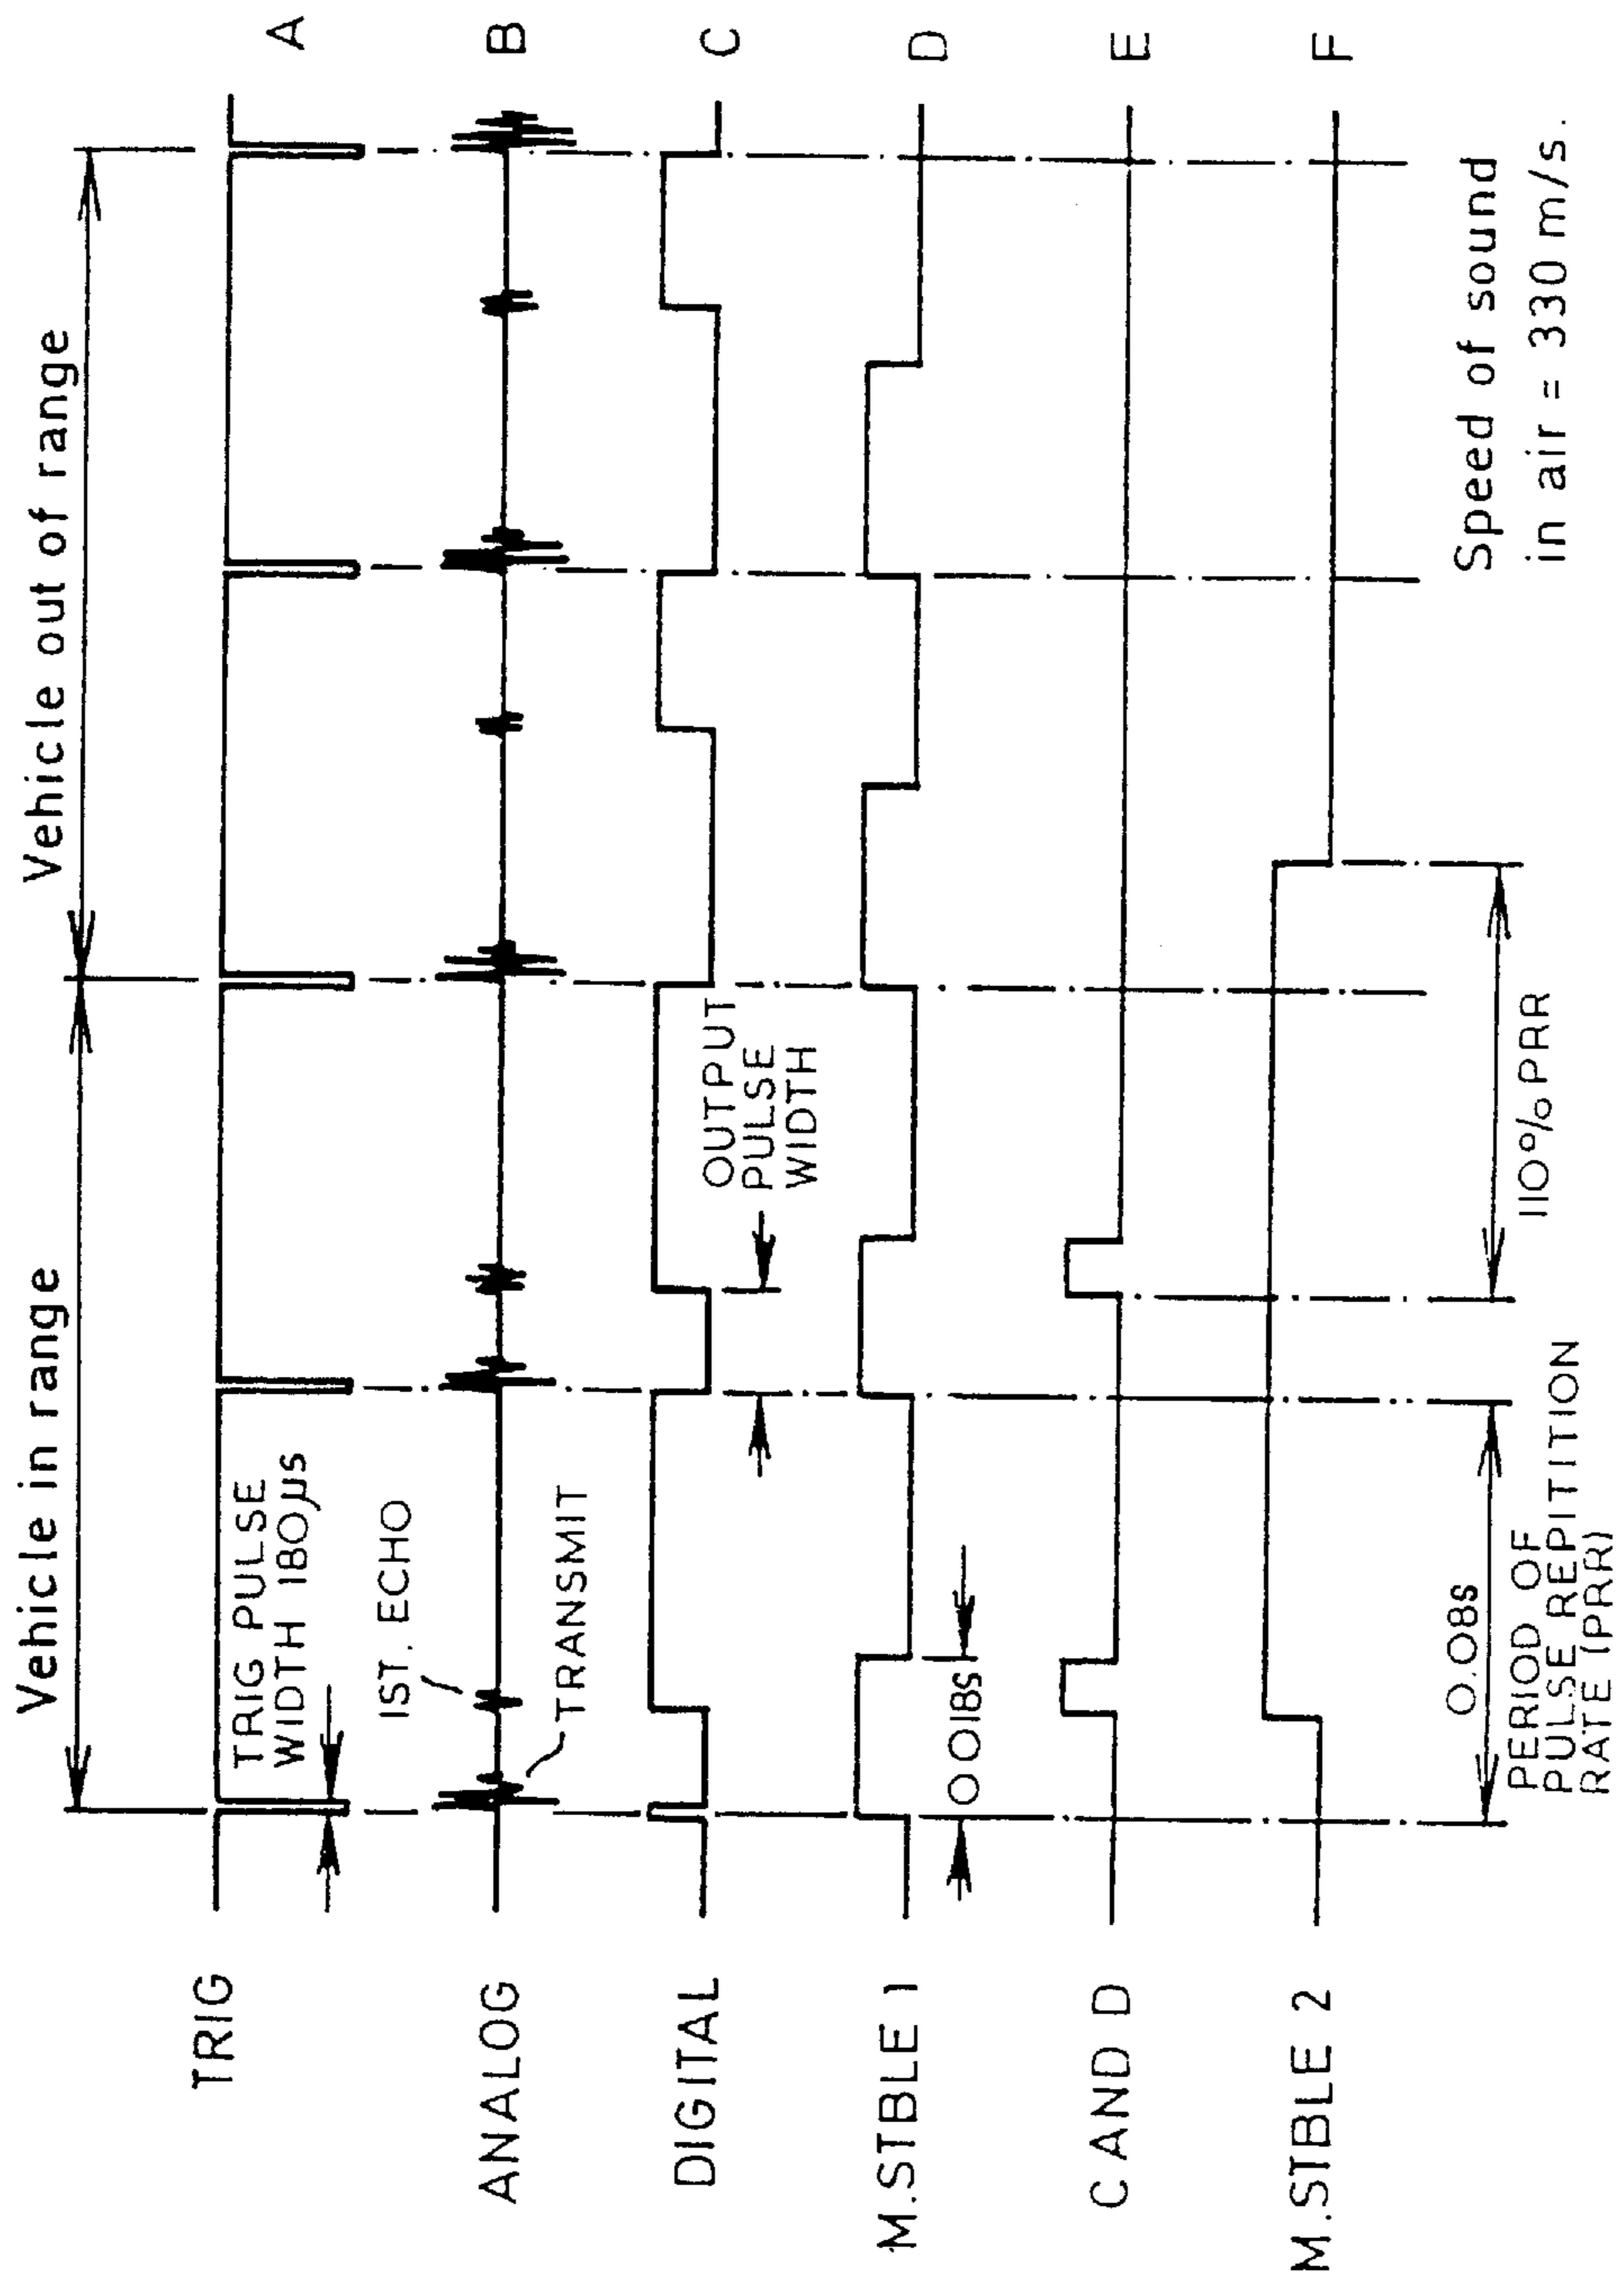 Vehicle in range
Vehicle out of range
TRIG
TRIG PULSE
WIDTH 180µs
A
ANALOG
1ST. ECHO
TRANSMIT
B
DIGITAL
OUTPUT
PULSE
WIDTH
C
M.STBLE 1
0.018S
D
C AND D
E
M.STBLE 2
F
0.08S
PERIOD OF
PULSE REPITITION
RATE (PRR)
110% PRR
Speed of sound
in air = 330 m/s.